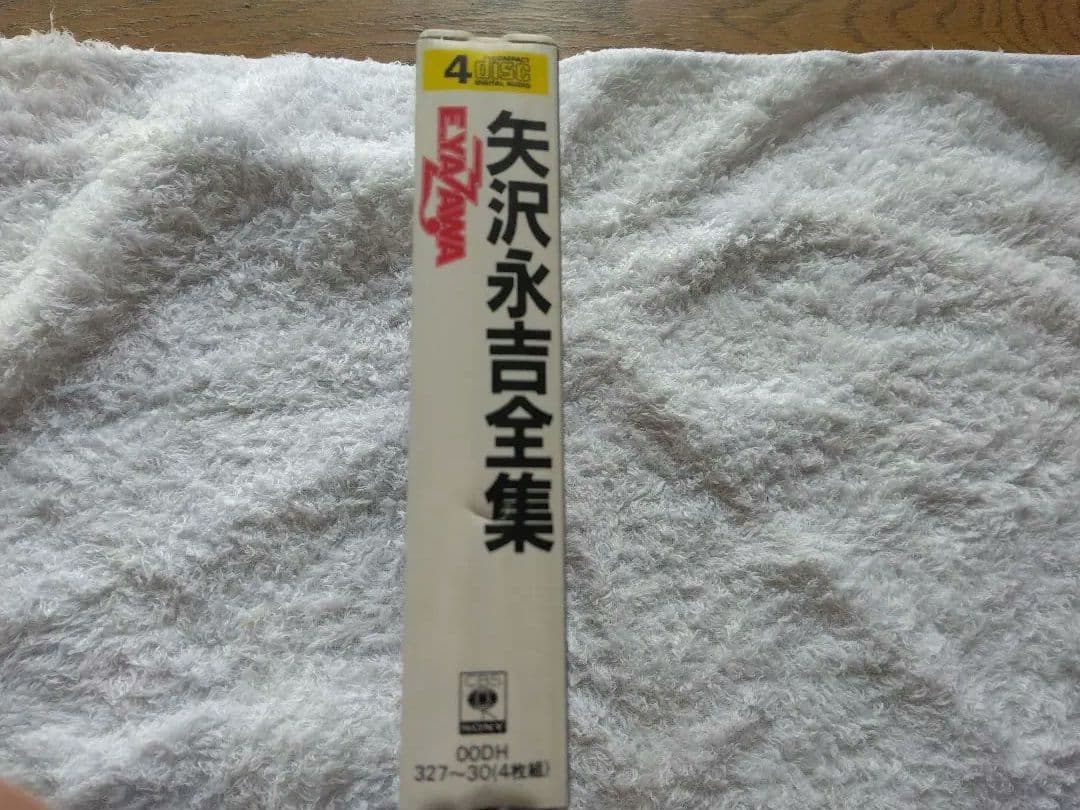 4 COMPACT
disc
DIGITAL AUDIO
E.YAZAWA
矢沢永吉全集
CBS
SONY
00DH
327〜30(4枚組)